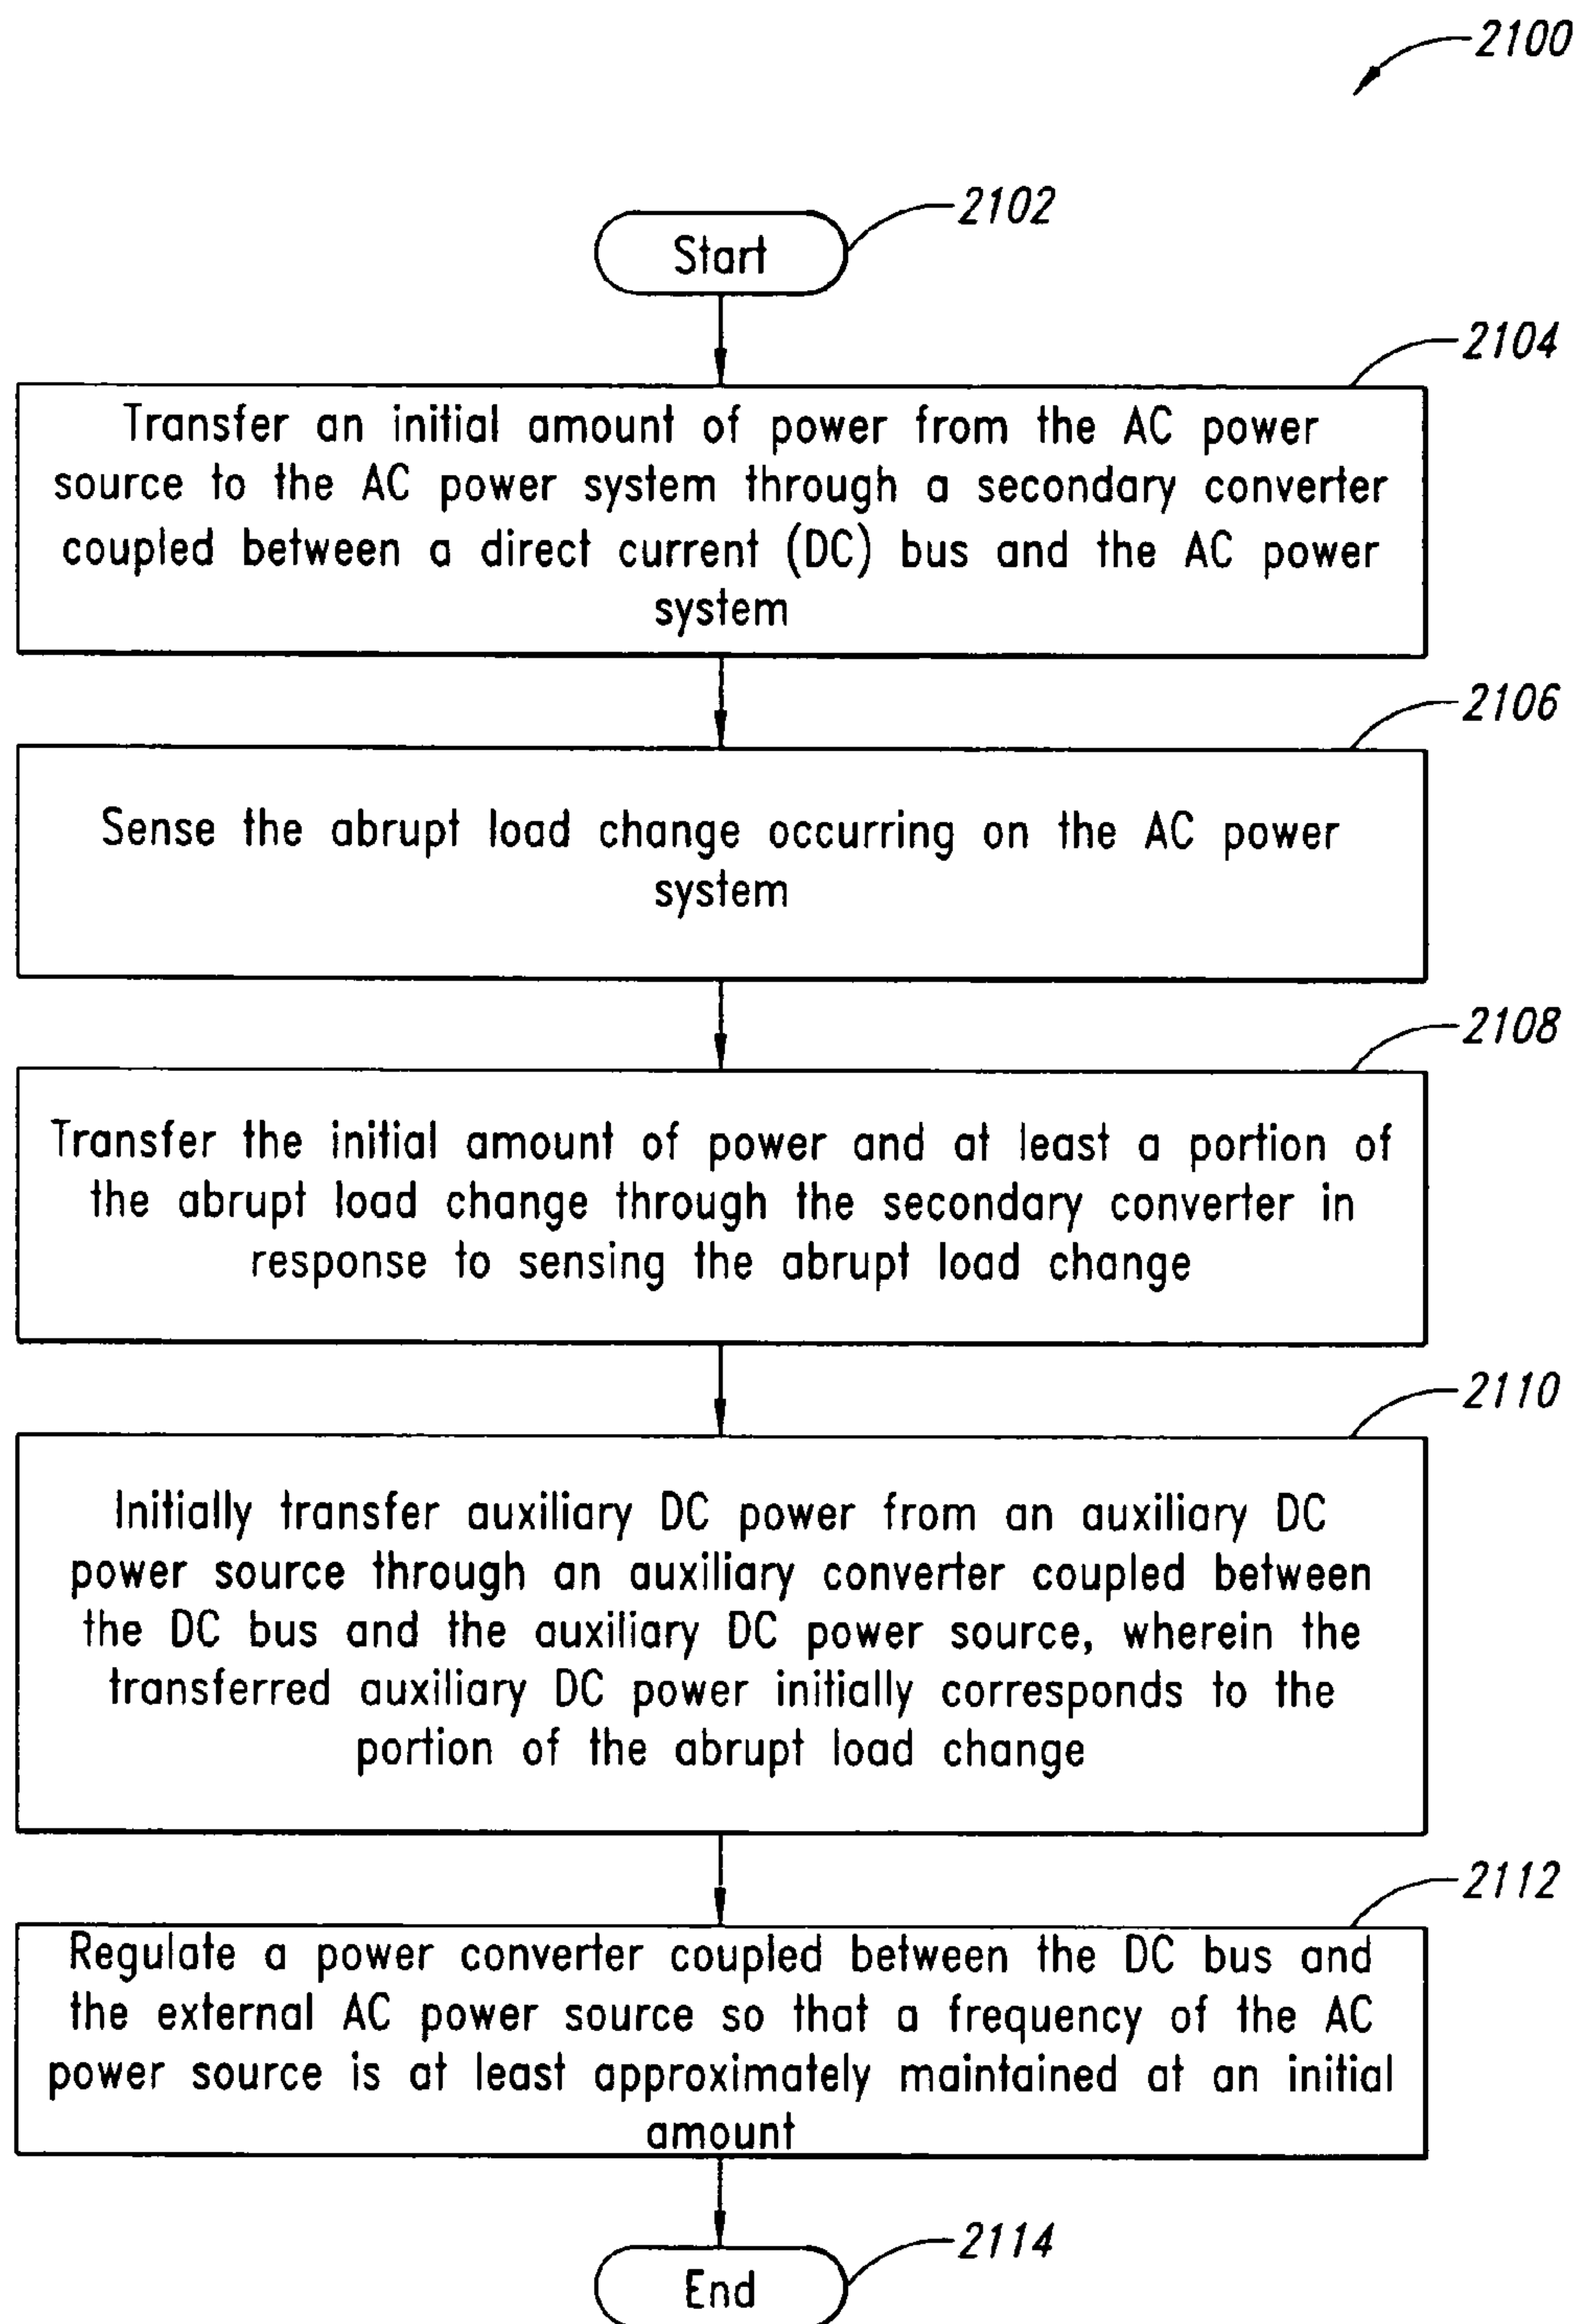 2100
2102
Start
2104
Transfer an initial amount of power from the AC power
source to the AC power system through a secondary converter
coupled between a direct current (DC) bus and the AC power
system
2106
Sense the abrupt load change occurring on the AC power
system
2108
Transfer the initial amount of power and at least a portion of
the abrupt load change through the secondary converter in
response to sensing the abrupt load change
2110
Initially transfer auxiliary DC power from an auxiliary DC
power source through an auxiliary converter coupled between
the DC bus and the auxiliary DC power source, wherein the
transferred auxiliary DC power initially corresponds to the
portion of the abrupt load change
2112
Regulate a power converter coupled between the DC bus and
the external AC power source so that a frequency of the AC
power source is at least approximately maintained at an initial
amount
2114
End